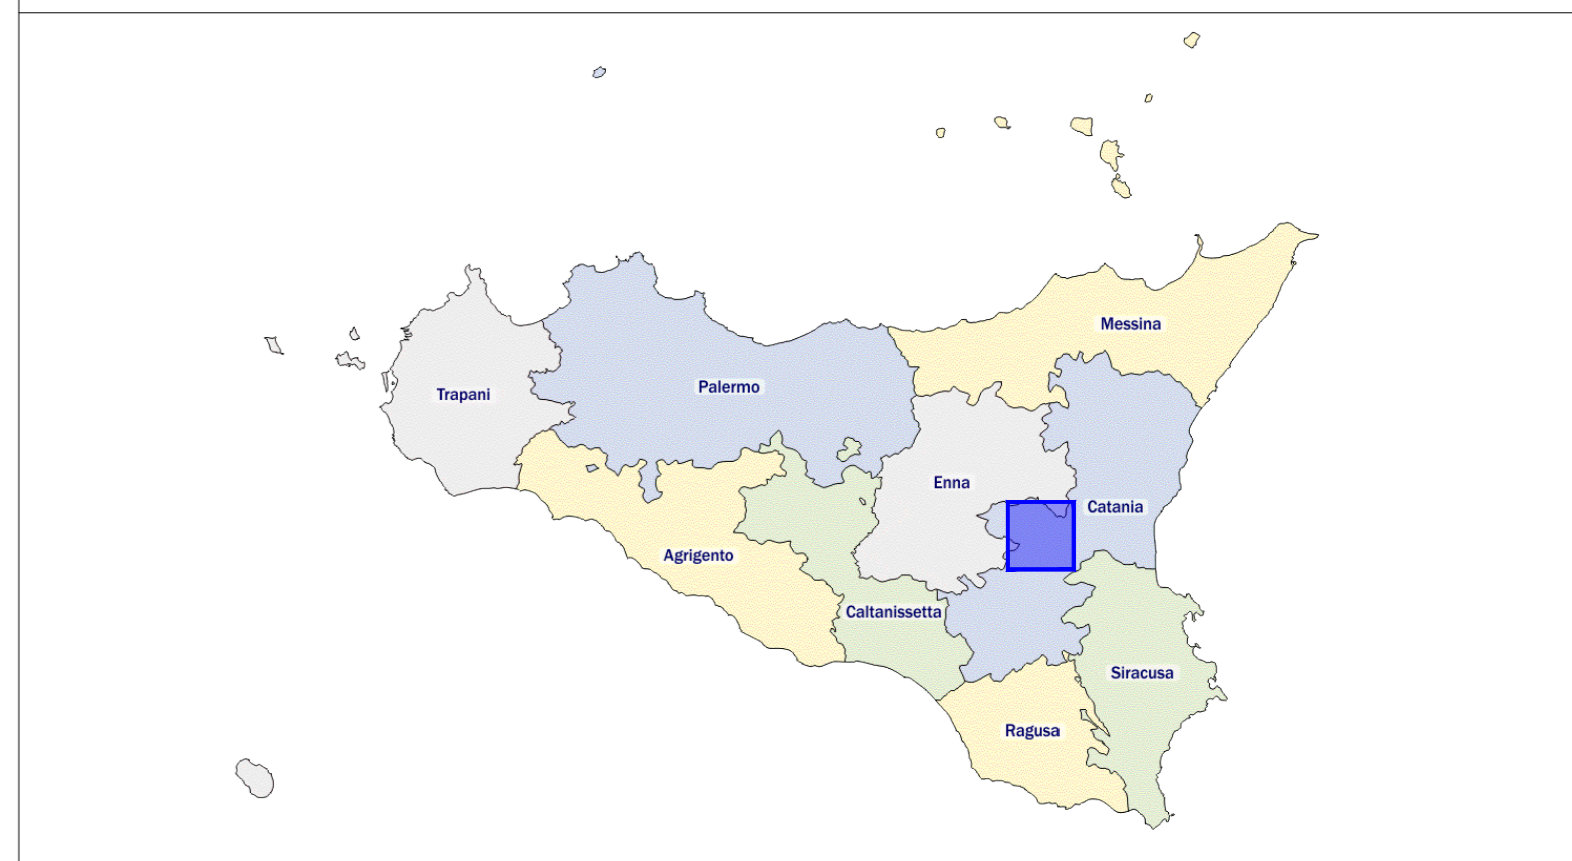 Messina
Palermo
Trapani
Enna
Catania
Agrigento
Caltanissetta
Siracusa
Ragusa